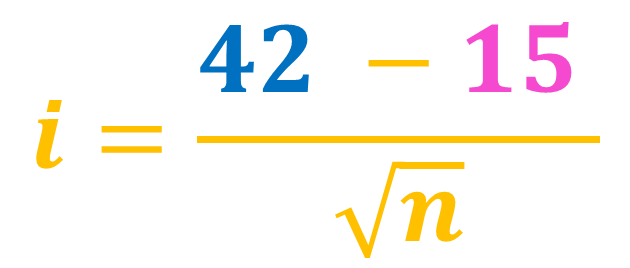 i = (42 − 15) / √n